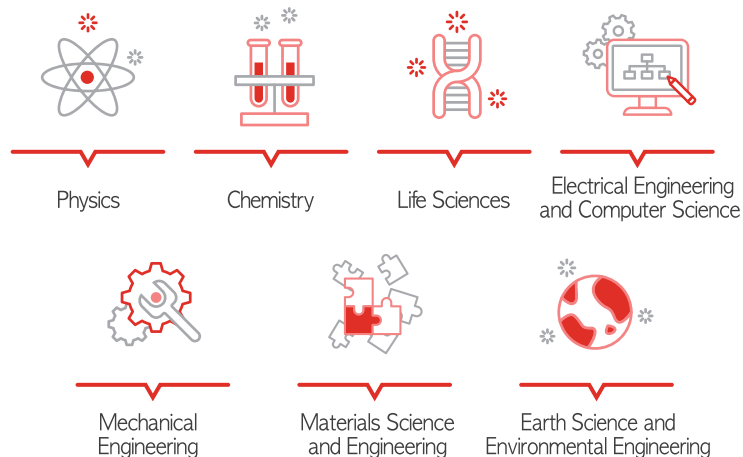 Physics
Chemistry
Life Sciences
Electrical Engineering
and Computer Science
Mechanical
Engineering
Materials Science
and Engineering
Earth Science and
Environmental Engineering